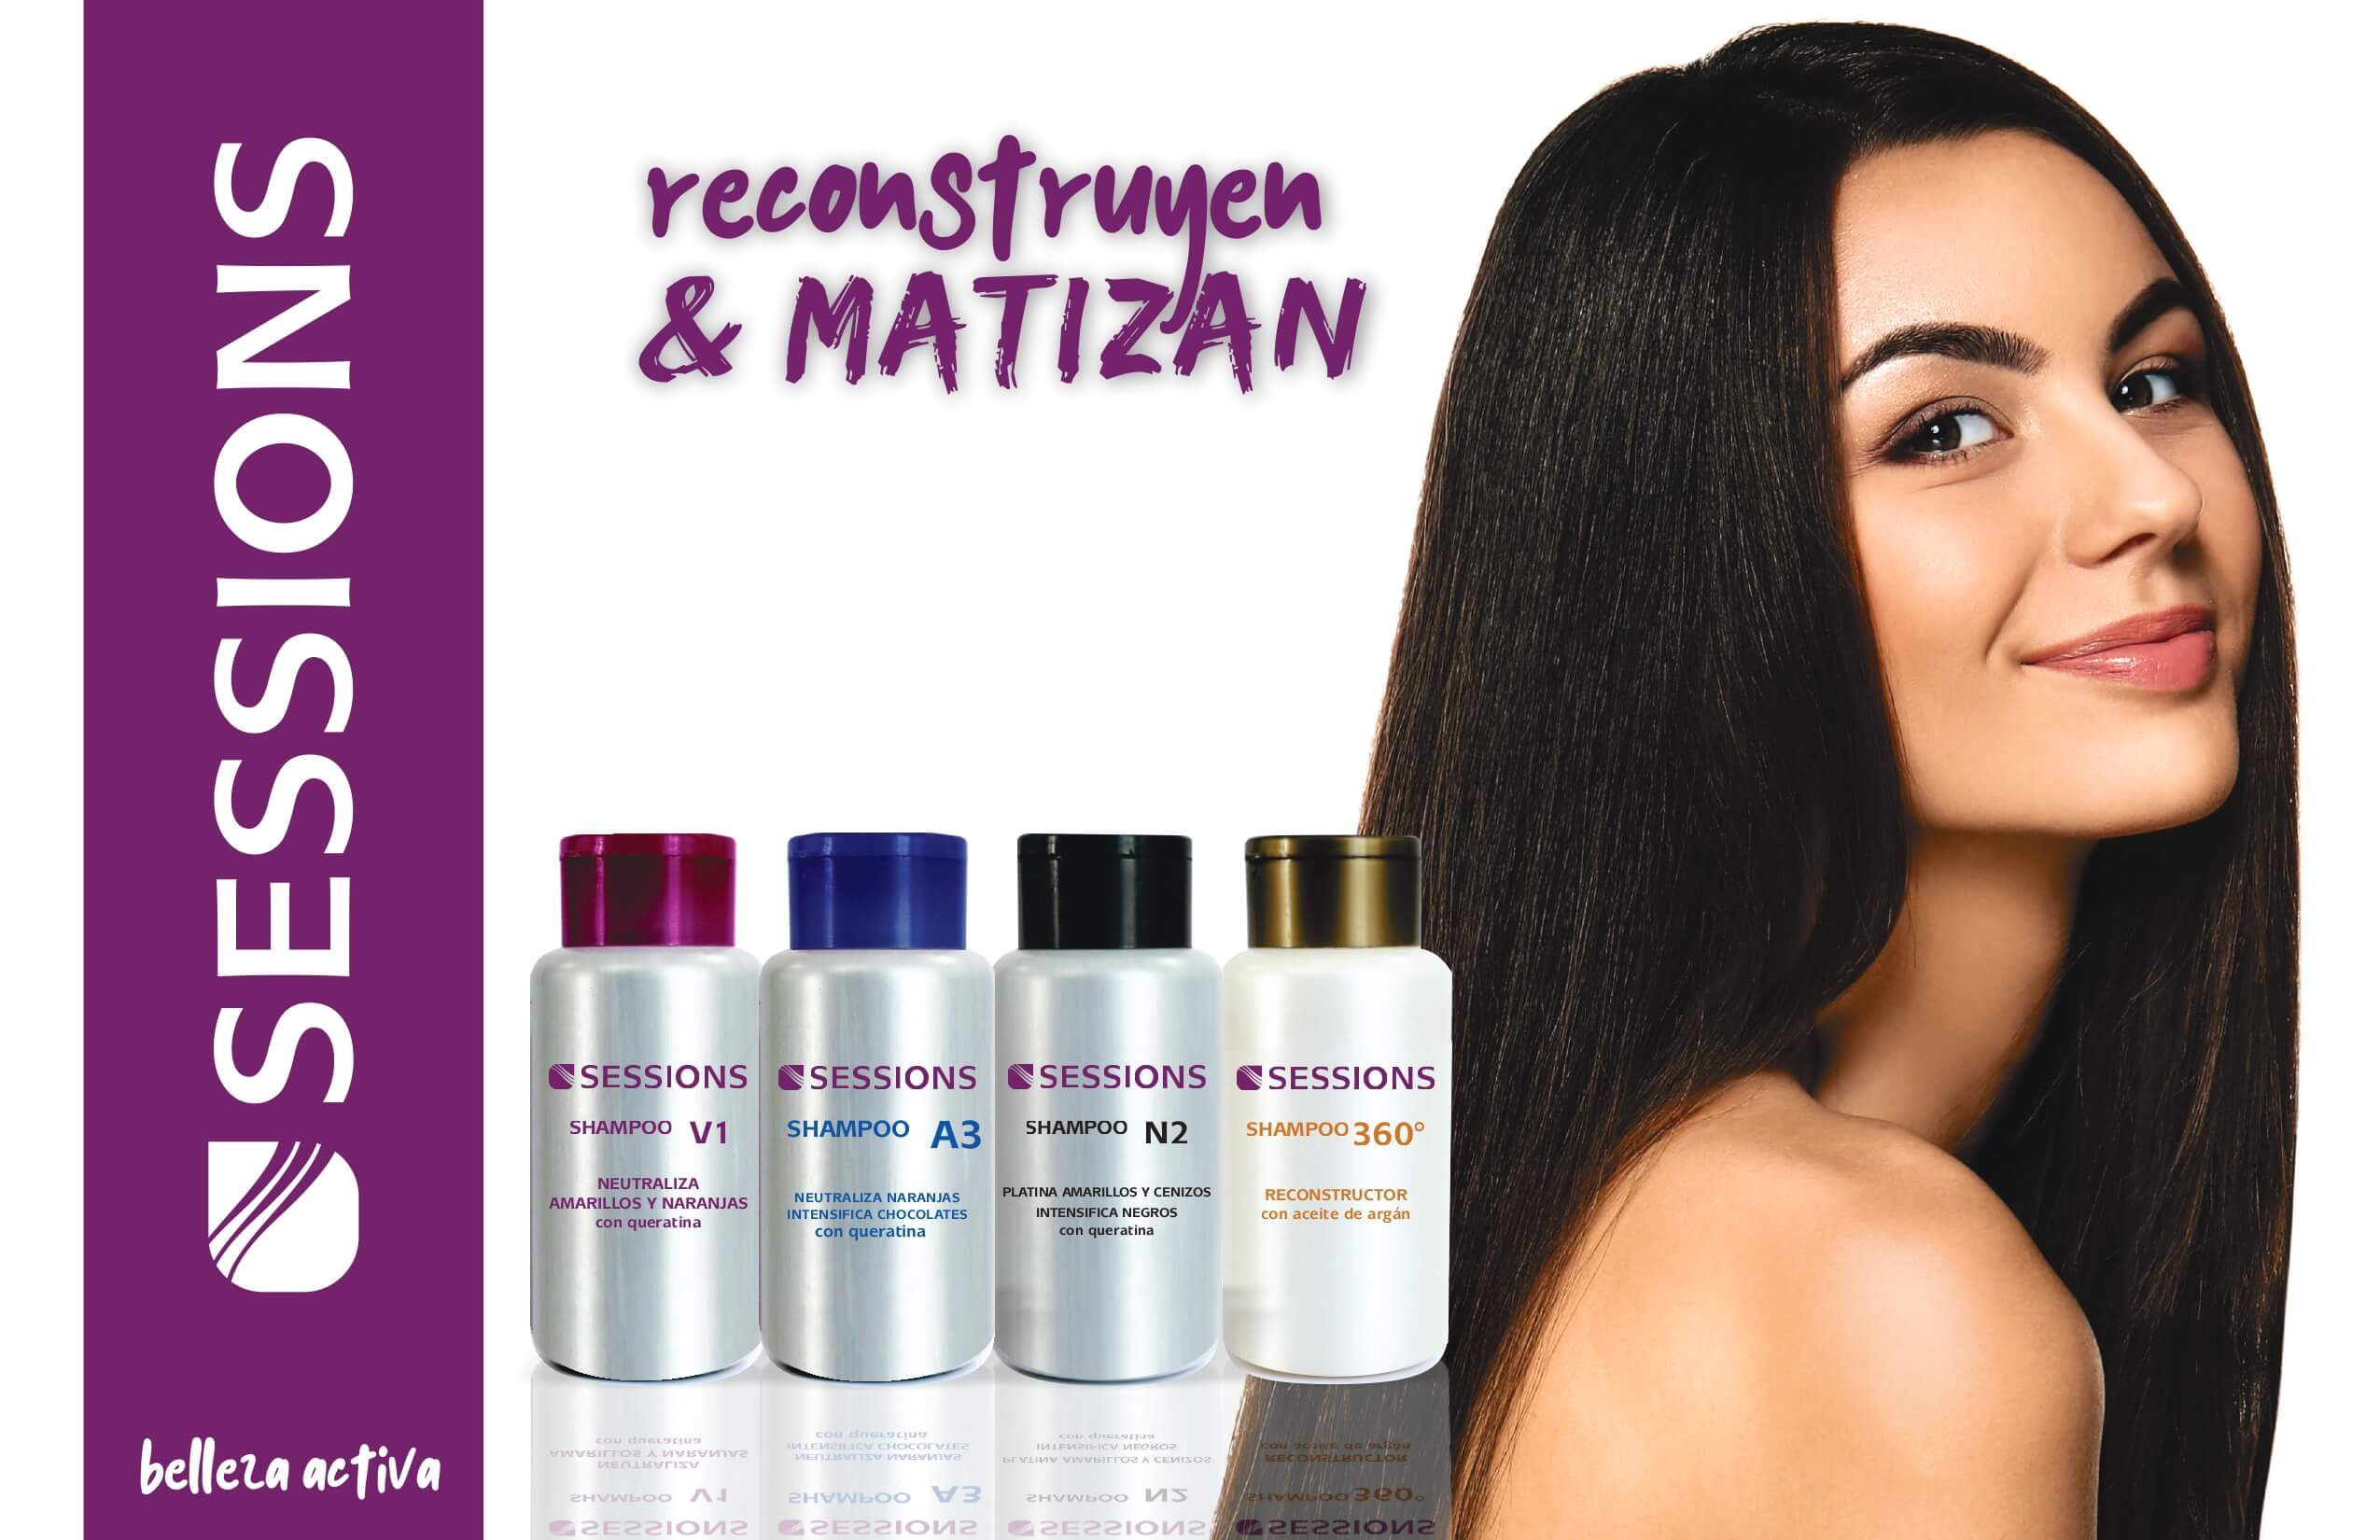 SESSIONS
belleza activa
reconstruyen
& MATIZAN
SESSIONS
SHAMPOO V1
NEUTRALIZA
AMARILLOS Y NARANJAS
con queratina
SESSIONS
SHAMPOO A3
NEUTRALIZA NARANJAS
INTENSIFICA CHOCOLATES
con queratina
SESSIONS
SHAMPOO N2
PLATINA AMARILLOS Y CENIZOS
INTENSIFICA NEGROS
con queratina
SESSIONS
SHAMPOO 360°
RECONSTRUCTOR
con aceite de argán